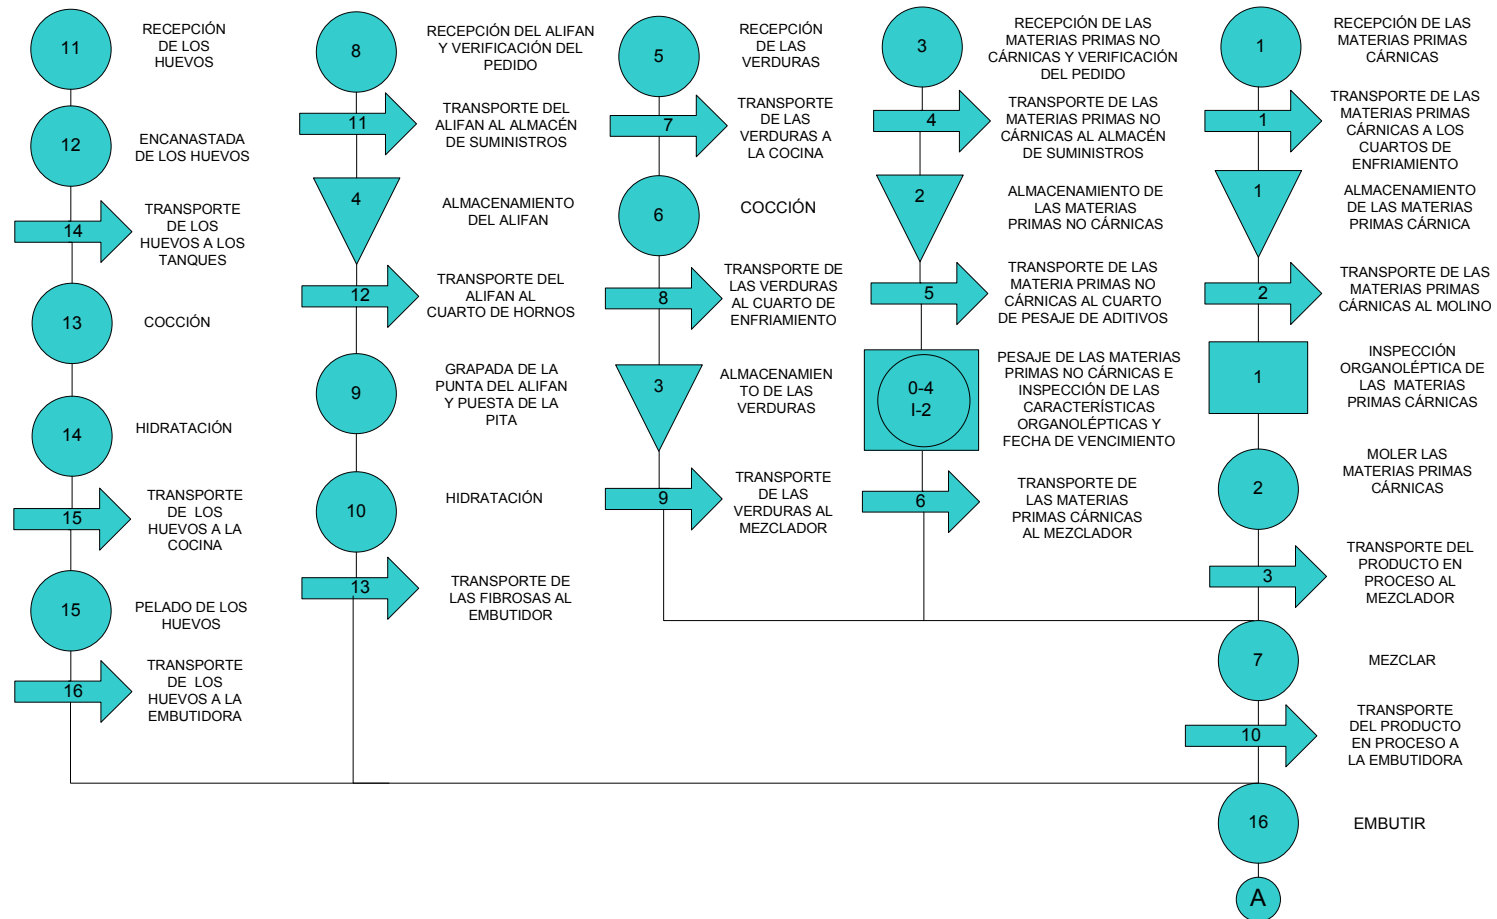 11
RECEPCIÓN
DE LOS
HUEVOS
12
ENCANASTADA
DE LOS HUEVOS
14
TRANSPORTE
DE LOS
HUEVOS A LOS
TANQUES
13
COCCIÓN
14
HIDRATACIÓN
15
TRANSPORTE
DE LOS
HUEVOS A LA
COCINA
15
PELADO DE LOS
HUEVOS
16
TRANSPORTE
DE LOS
HUEVOS A LA
EMBUTIDORA
8
RECEPCIÓN DEL ALIFAN
Y VERIFICACIÓN DEL
PEDIDO
11
TRANSPORTE DEL
ALIFAN AL ALMACÉN
DE SUMINISTROS
4
ALMACENAMIENTO
DEL ALIFAN
12
TRANSPORTE DEL
ALIFAN AL
CUARTO DE HORNOS
9
GRAPADA DE LA
PUNTA DEL ALIFAN
Y PUESTA DE LA
PITA
10
HIDRATACIÓN
13
TRANSPORTE DE
LAS FIBROSAS AL
EMBUTIDOR
5
RECEPCIÓN
DE LAS
VERDURAS
7
TRANSPORTE
DE LAS
VERDURAS A
LA COCINA
6
COCCIÓN
8
TRANSPORTE DE
LAS VERDURAS
AL CUARTO DE
ENFRIAMIENTO
3
ALMACENAMIEN
TO DE LAS
VERDURAS
9
TRANSPORTE
DE LAS
VERDURAS AL
MEZCLADOR
3
RECEPCIÓN DE LAS
MATERIAS PRIMAS NO
CÁRNICAS Y VERIFICACIÓN
DEL PEDIDO
4
TRANSPORTE DE LAS
MATERIAS PRIMAS NO
CÁRNICAS AL ALMACÉN
DE SUMINISTROS
2
ALMACENAMIENTO DE
LAS MATERIAS
PRIMAS NO CÁRNICAS
5
TRANSPORTE DE LAS
MATERIA PRIMAS NO
CÁRNICAS AL CUARTO
DE PESAJE DE ADITIVOS
0-4
I-2
PESAJE DE LAS MATERIAS
PRIMAS NO CÁRNICAS E
INSPECCIÓN DE LAS
CARACTERÍSTICAS
ORGANOLÉPTICAS Y
FECHA DE VENCIMIENTO
6
TRANSPORTE DE
LAS MATERIAS
PRIMAS CÁRNICAS
AL MEZCLADOR
1
RECEPCIÓN DE LAS
MATERIAS PRIMAS
CÁRNICAS
1
TRANSPORTE DE LAS
MATERIAS PRIMAS
CÁRNICAS A LOS
CUARTOS DE
ENFRIAMIENTO
1
ALMACENAMIENTO
DE LAS MATERIAS
PRIMAS CÁRNICA
2
TRANSPORTE DE LAS
MATERIAS PRIMAS
CÁRNICAS AL MOLINO
1
INSPECCIÓN
ORGANOLÉPTICA DE
LAS MATERIAS
PRIMAS CÁRNICAS
2
MOLER LAS
MATERIAS PRIMAS
CÁRNICAS
3
TRANSPORTE DEL
PRODUCTO EN
PROCESO AL
MEZCLADOR
7
MEZCLAR
10
TRANSPORTE
DEL PRODUCTO
EN PROCESO A
LA EMBUTIDORA
16
EMBUTIR
A